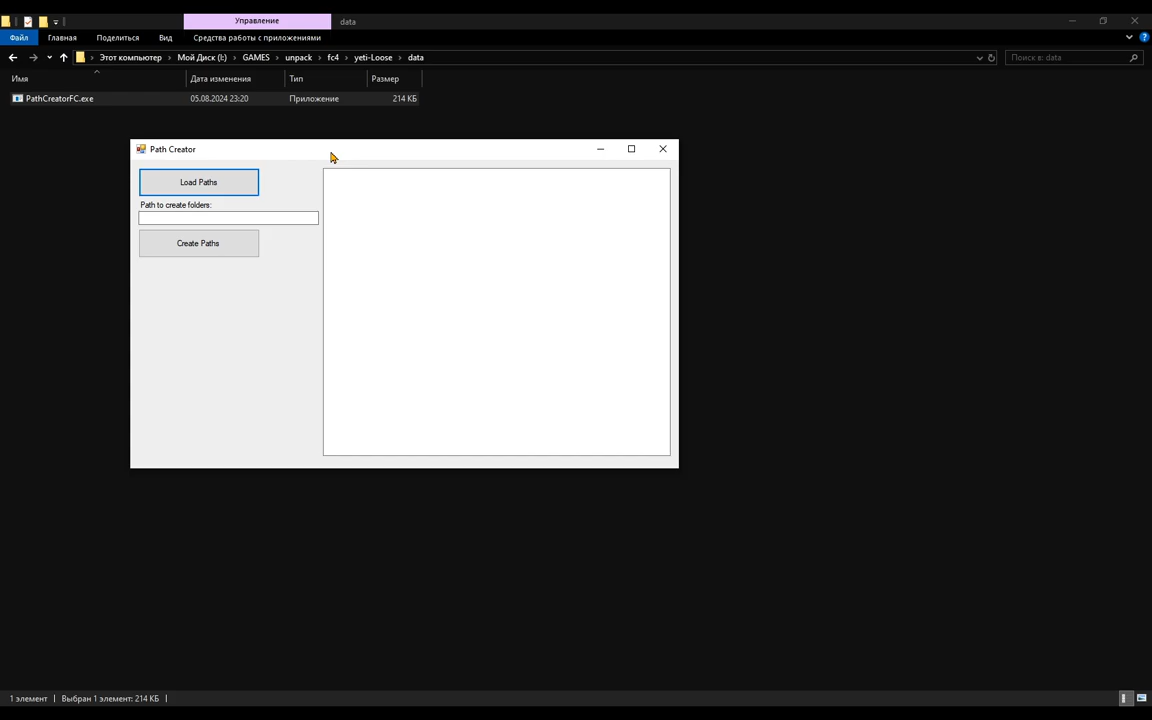 Управление
data
Файл
Главная
Поделиться
Вид
Средства работы с приложениями
Этот компьютер
Мой Диск (I:)
GAMES
unpack
fc4
yeti-Loose
data
Поиск в: data
Имя
Дата изменения
Тип
Размер
PathCreatorFC.exe
05.08.2024 23:20
Приложение
214 КБ
Path Creator
Load Paths
Path to create folders:
Create Paths
1 элемент
Выбран 1 элемент: 214 КБ